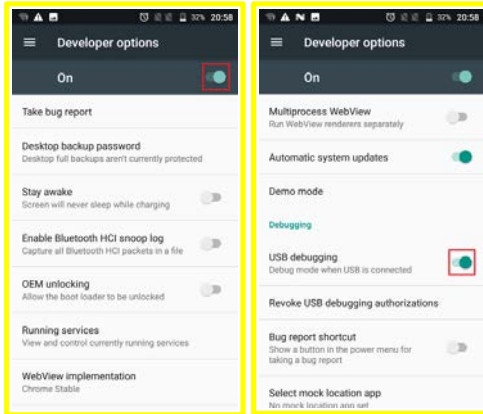 32% 20:58
Developer options
On
Take bug report
Desktop backup password
Desktop full backups aren't currently protected
Stay awake
Screen will never sleep while charging
Enable Bluetooth HCI snoop log
Capture all Bluetooth HCI packets in a file
OEM unlocking
Allow the boot loader to be unlocked
Running services
View and control currently running services
WebView implementation
Chrome Stable
32% 20:58
Developer options
On
Multiprocess WebView
Run WebView renderers separately
Automatic system updates
Demo mode
Debugging
USB debugging
Debug mode when USB is connected
Revoke USB debugging authorizations
Bug report shortcut
Show a button in the power menu for
taking a bug report
Select mock location app
No mock location app set